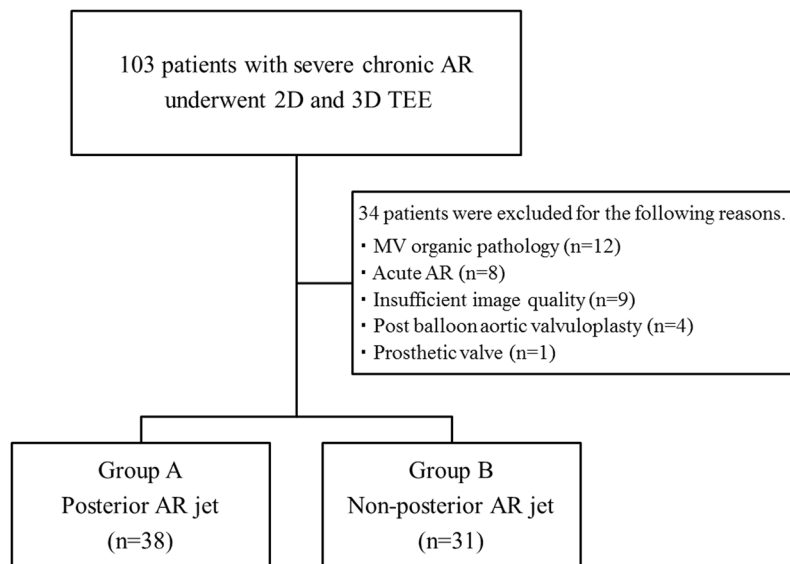 103 patients with severe chronic AR
underwent 2D and 3D TEE
34 patients were excluded for the following reasons.
・MV organic pathology (n=12)
・Acute AR (n=8)
・Insufficient image quality (n=9)
・Post balloon aortic valvuloplasty (n=4)
・Prosthetic valve (n=1)
Group A
Posterior AR jet
(n=38)
Group B
Non-posterior AR jet
(n=31)